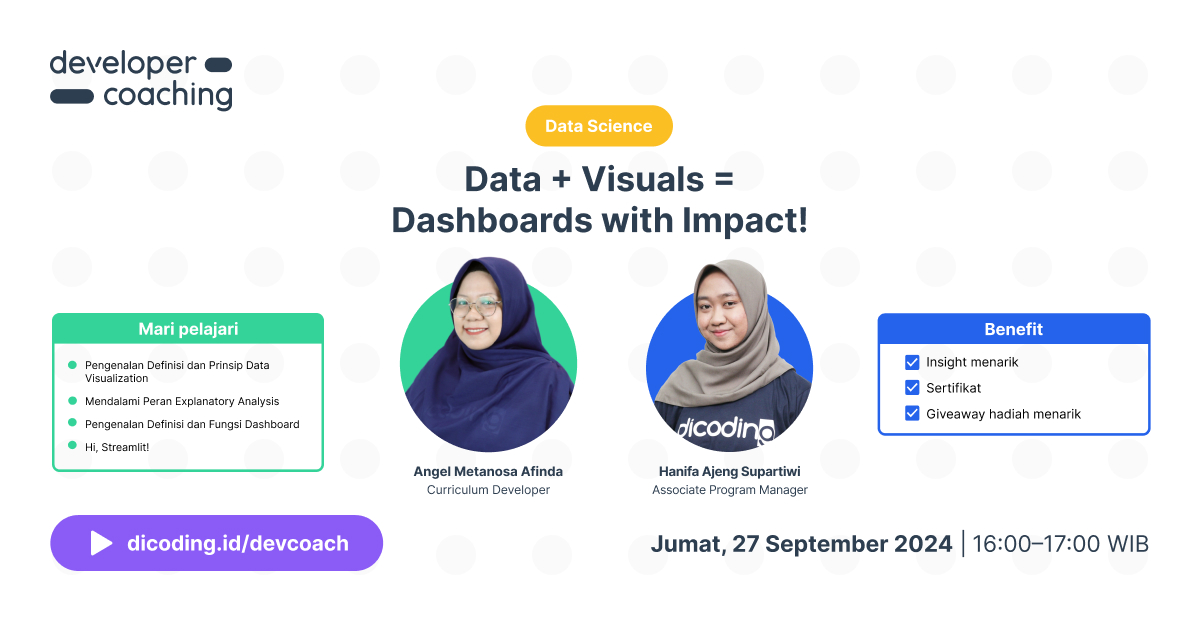 developer
coaching
Data Science
Data + Visuals =
Dashboards with Impact!
Mari pelajari
Pengenalan Definisi dan Prinsip Data
Visualization
Mendalami Peran Explanatory Analysis
Pengenalan Definisi dan Fungsi Dashboard
Hi, Streamlit!
dicoding
Angel Metanosa Afinda
Curriculum Developer
Hanifa Ajeng Supartiwi
Associate Program Manager
Benefit
Insight menarik
Sertifikat
Giveaway hadiah menarik
dicoding.id/devcoach
Jumat, 27 September 2024 | 16:00–17:00 WIB